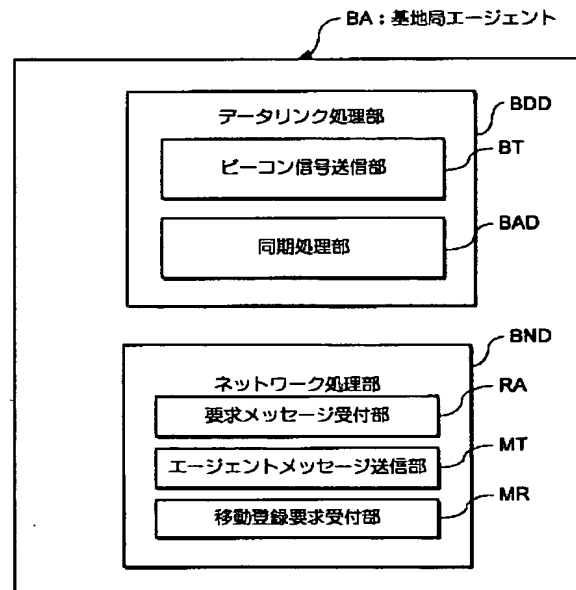 BA：基地局エージェント
データリンク処理部
BDD
ビーコン信号送信部
BT
同期処理部
BAD
BND
ネットワーク処理部
要求メッセージ受付部
RA
エージェントメッセージ送信部
MT
移動登録要求受付部
MR